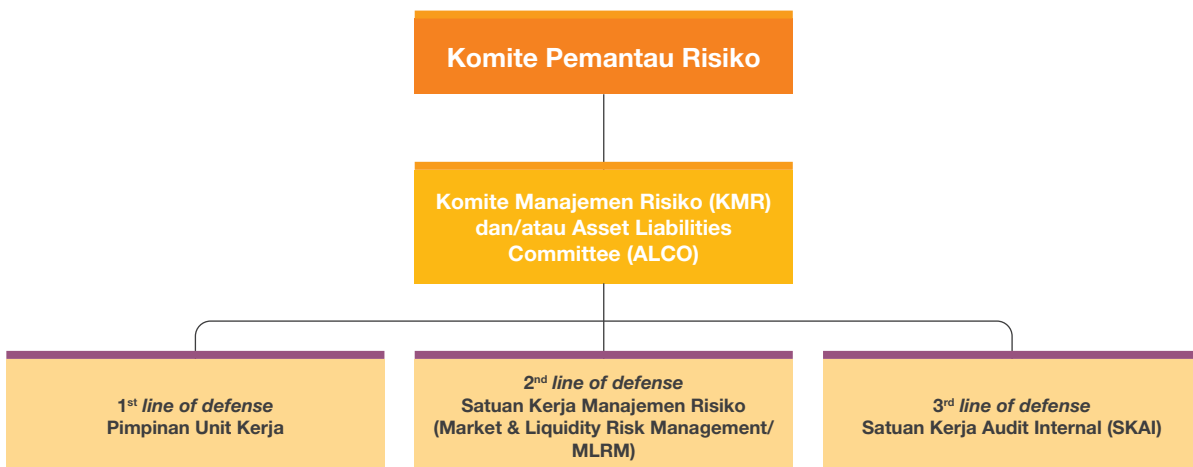 Komite Pemantau Risiko
Komite Manajemen Risiko (KMR)
dan/atau Asset Liabilities
Committee (ALCO)
1st line of defense
Pimpinan Unit Kerja
2nd line of defense
Satuan Kerja Manajemen Risiko
(Market & Liquidity Risk Management/
MLRM)
3rd line of defense
Satuan Kerja Audit Internal (SKAI)